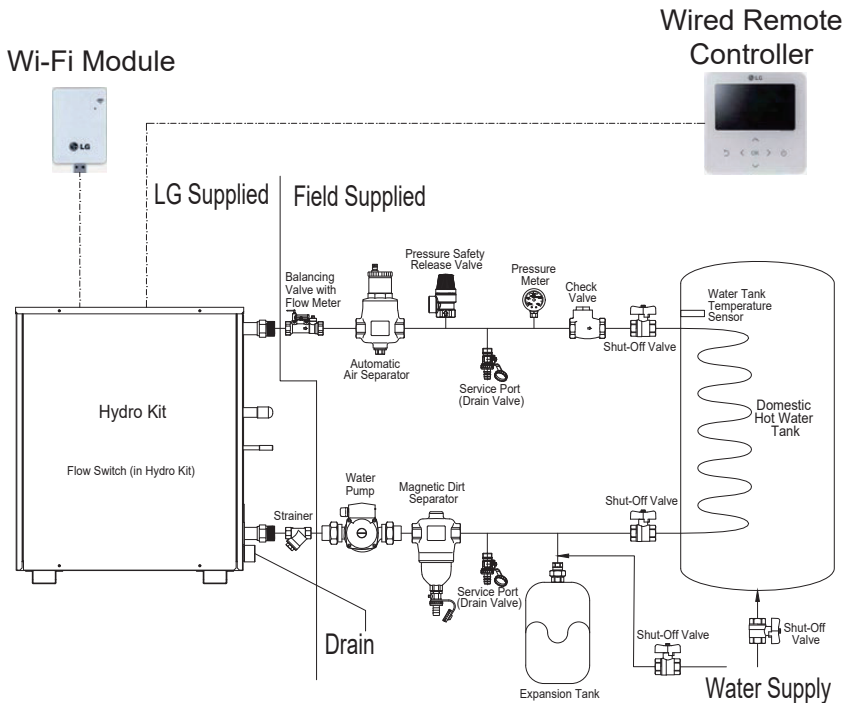 Wired Remote
Controller
Wi-Fi Module
LG
LG
OK
LG Supplied
Field Supplied
Balancing
Valve with
Flow Meter
Automatic
Air Separator
Pressure Safety
Release Valve
Service Port
(Drain Valve)
Pressure
Meter
Check
Valve
Shut-Off Valve
Water Tank
Temperature
Sensor
Domestic
Hot Water
Tank
Hydro Kit
Flow Switch (in Hydro Kit)
Strainer
Water
Pump
Magnetic Dirt
Separator
Service Port
(Drain Valve)
Shut-Off Valve
Drain
Expansion Tank
Shut-Off Valve
Shut-Off
Valve
Water Supply